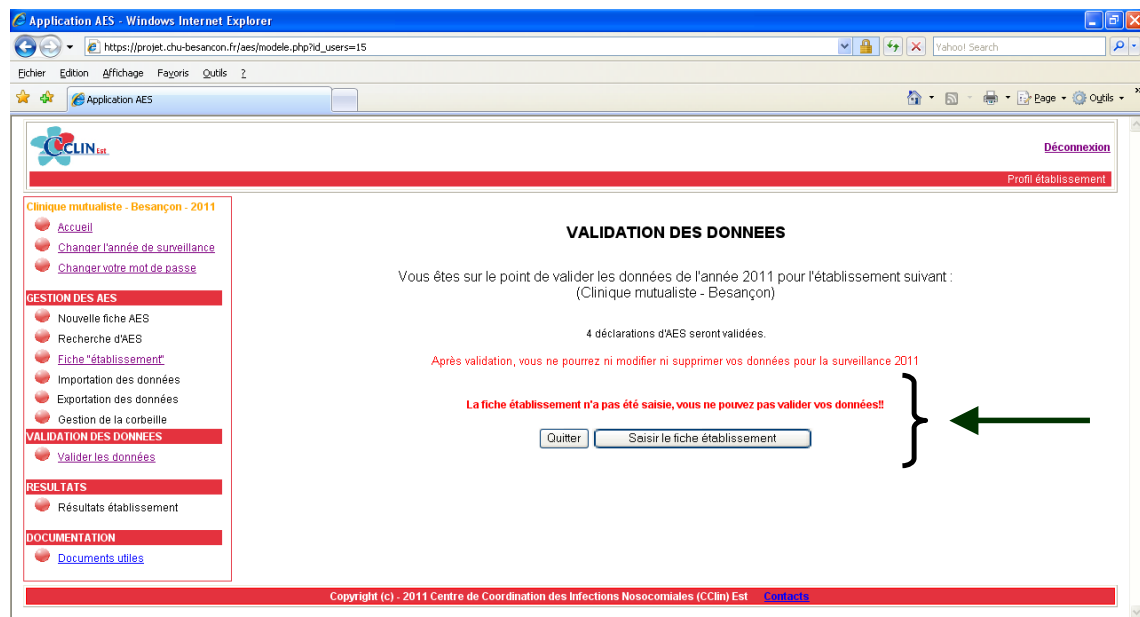 Application AES - Windows Internet Explorer
https://projet.chu-besancon.fr/aes/modele.php?id_users=15
Yahoo! Search
Fichier Edition Affichage Favoris Outils ?
Application AES
Page Outils
CCLIN Est
Déconnexion
Profil établissement
Clinique mutualiste - Besançon - 2011
Accueil
Changer l'année de surveillance
Changer votre mot de passe
GESTION DES AES
Nouvelle fiche AES
Recherche d'AES
Fiche "établissement"
Importation des données
Exportation des données
Gestion de la corbeille
VALIDATION DES DONNEES
Valider les données
RESULTATS
Résultats établissement
DOCUMENTATION
Documents utiles
VALIDATION DES DONNEES
Vous êtes sur le point de valider les données de l'année 2011 pour l'établissement suivant :
(Clinique mutualiste - Besançon)
4 déclarations d'AES seront validées.
Après validation, vous ne pourrez ni modifier ni supprimer vos données pour la surveillance 2011
La fiche établissement n'a pas été saisie, vous ne pouvez pas valider vos données!!
Quitter Saisir le fiche établissement
Copyright (c) - 2011 Centre de Coordination des Infections Nosocomiales (CClin) Est Contacts